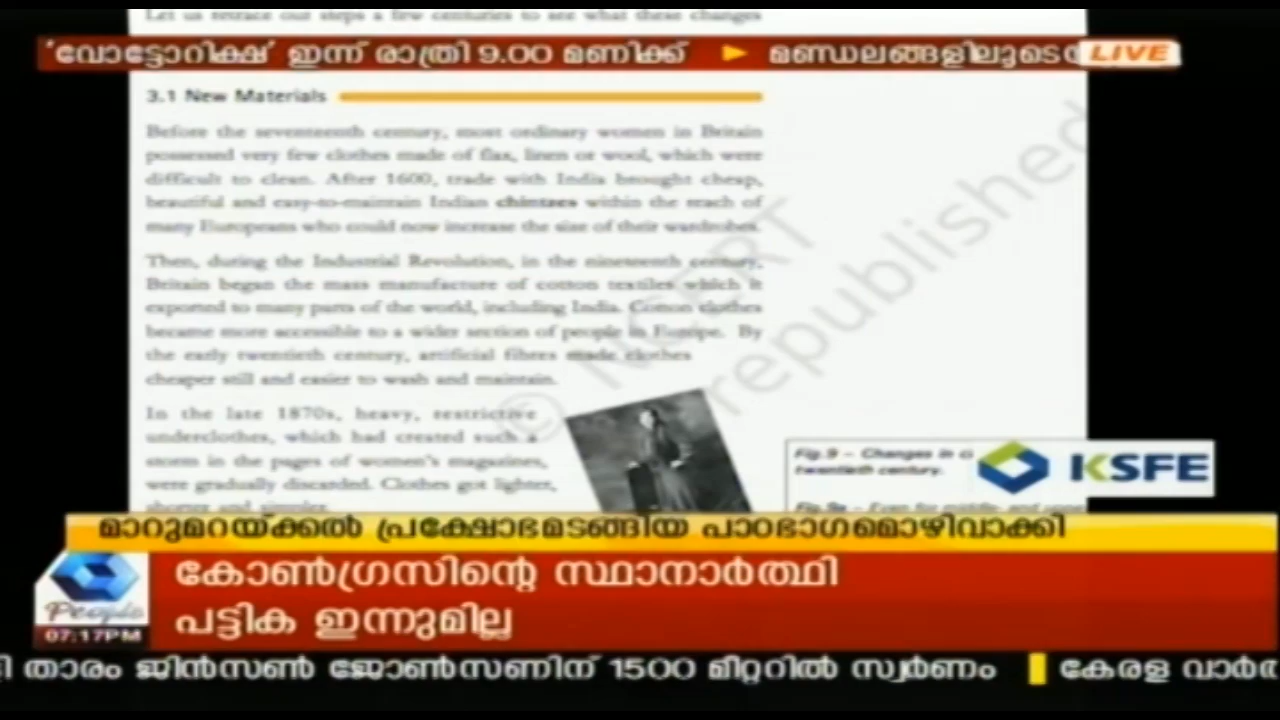 Let us retrace our steps a few centuries to see what these changes
'വോട്ടോറിക്ഷ' ഇന്ന് രാത്രി 9.00 മണിക്ക് ► മണ്ഡലങ്ങളിലൂടെ
LIVE
3.1 New Materials
Before the seventeenth century, most ordinary women in Britain
possessed very few clothes made of flax, linen or wool, which were
difficult to clean. After 1600, trade with India brought cheap,
beautiful and easy-to-maintain Indian chintzes within the reach of
many Europeans who could now increase the size of their wardrobes.
Then, during the Industrial Revolution, in the nineteenth century,
Britain began the mass manufacture of cotton textiles which it
exported to many parts of the world, including India. Cotton clothes
became more accessible to a wider section of people in Europe. By
the early twentieth century, artificial fibres made clothes
cheaper still and easier to wash and maintain.
In the late 1870s, heavy, restrictive
underclothes, which had created such a
storm in the pages of women's magazines,
were gradually discarded. Clothes got lighter,
shorter and simpler.
© NCERT
republished
Fig.9 – Changes in
twentieth century.
KSFE
മാറുമറയ്ക്കൽ പ്രക്ഷോഭമടങ്ങിയ പാഠഭാഗമൊഴിവാക്കി
കോൺഗ്രസിന്റെ സ്ഥാനാർത്ഥി
പട്ടിക ഇന്നുമില്ല
People
07:17PM
താരം ജിൻസൺ ജോൺസണിന് 1500 മീറ്ററിൽ സ്വർണം കേരള